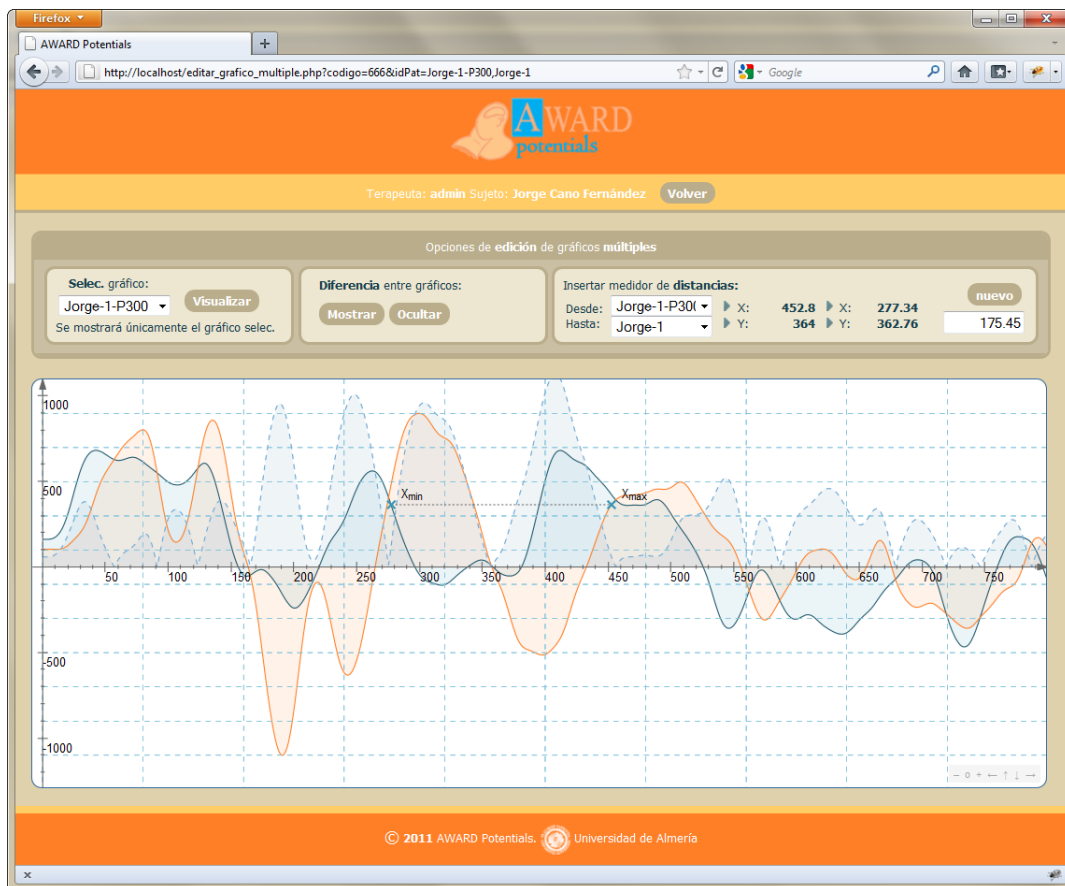 Firefox
AWARD Potentials
http://localhost/editar_grafico_multiple.php?codigo=666&idPat=Jorge-1-P300,Jorge-1
Google
AWARD
potentials
Terapeuta: admin Sujeto: Jorge Cano Fernández Volver
Opciones de edición de gráficos múltiples
Selec. gráfico:
Jorge-1-P300 Visualizar
Se mostrará únicamente el gráfico selec.
Diferencia entre gráficos:
Mostrar Ocultar
Insertar medidor de distancias:
nuevo
Desde: Jorge-1-P30( X: 452.8 X: 277.34
Hasta: Jorge-1 Y: 364 Y: 362.76 175.45
1000
500
Xmin Xmax
50 100 150 200 250 300 350 400 450 500 550 600 650 700 750
-500
-1000
− o + ← ↑ ↓ →
© 2011 AWARD Potentials. Universidad de Almería
x